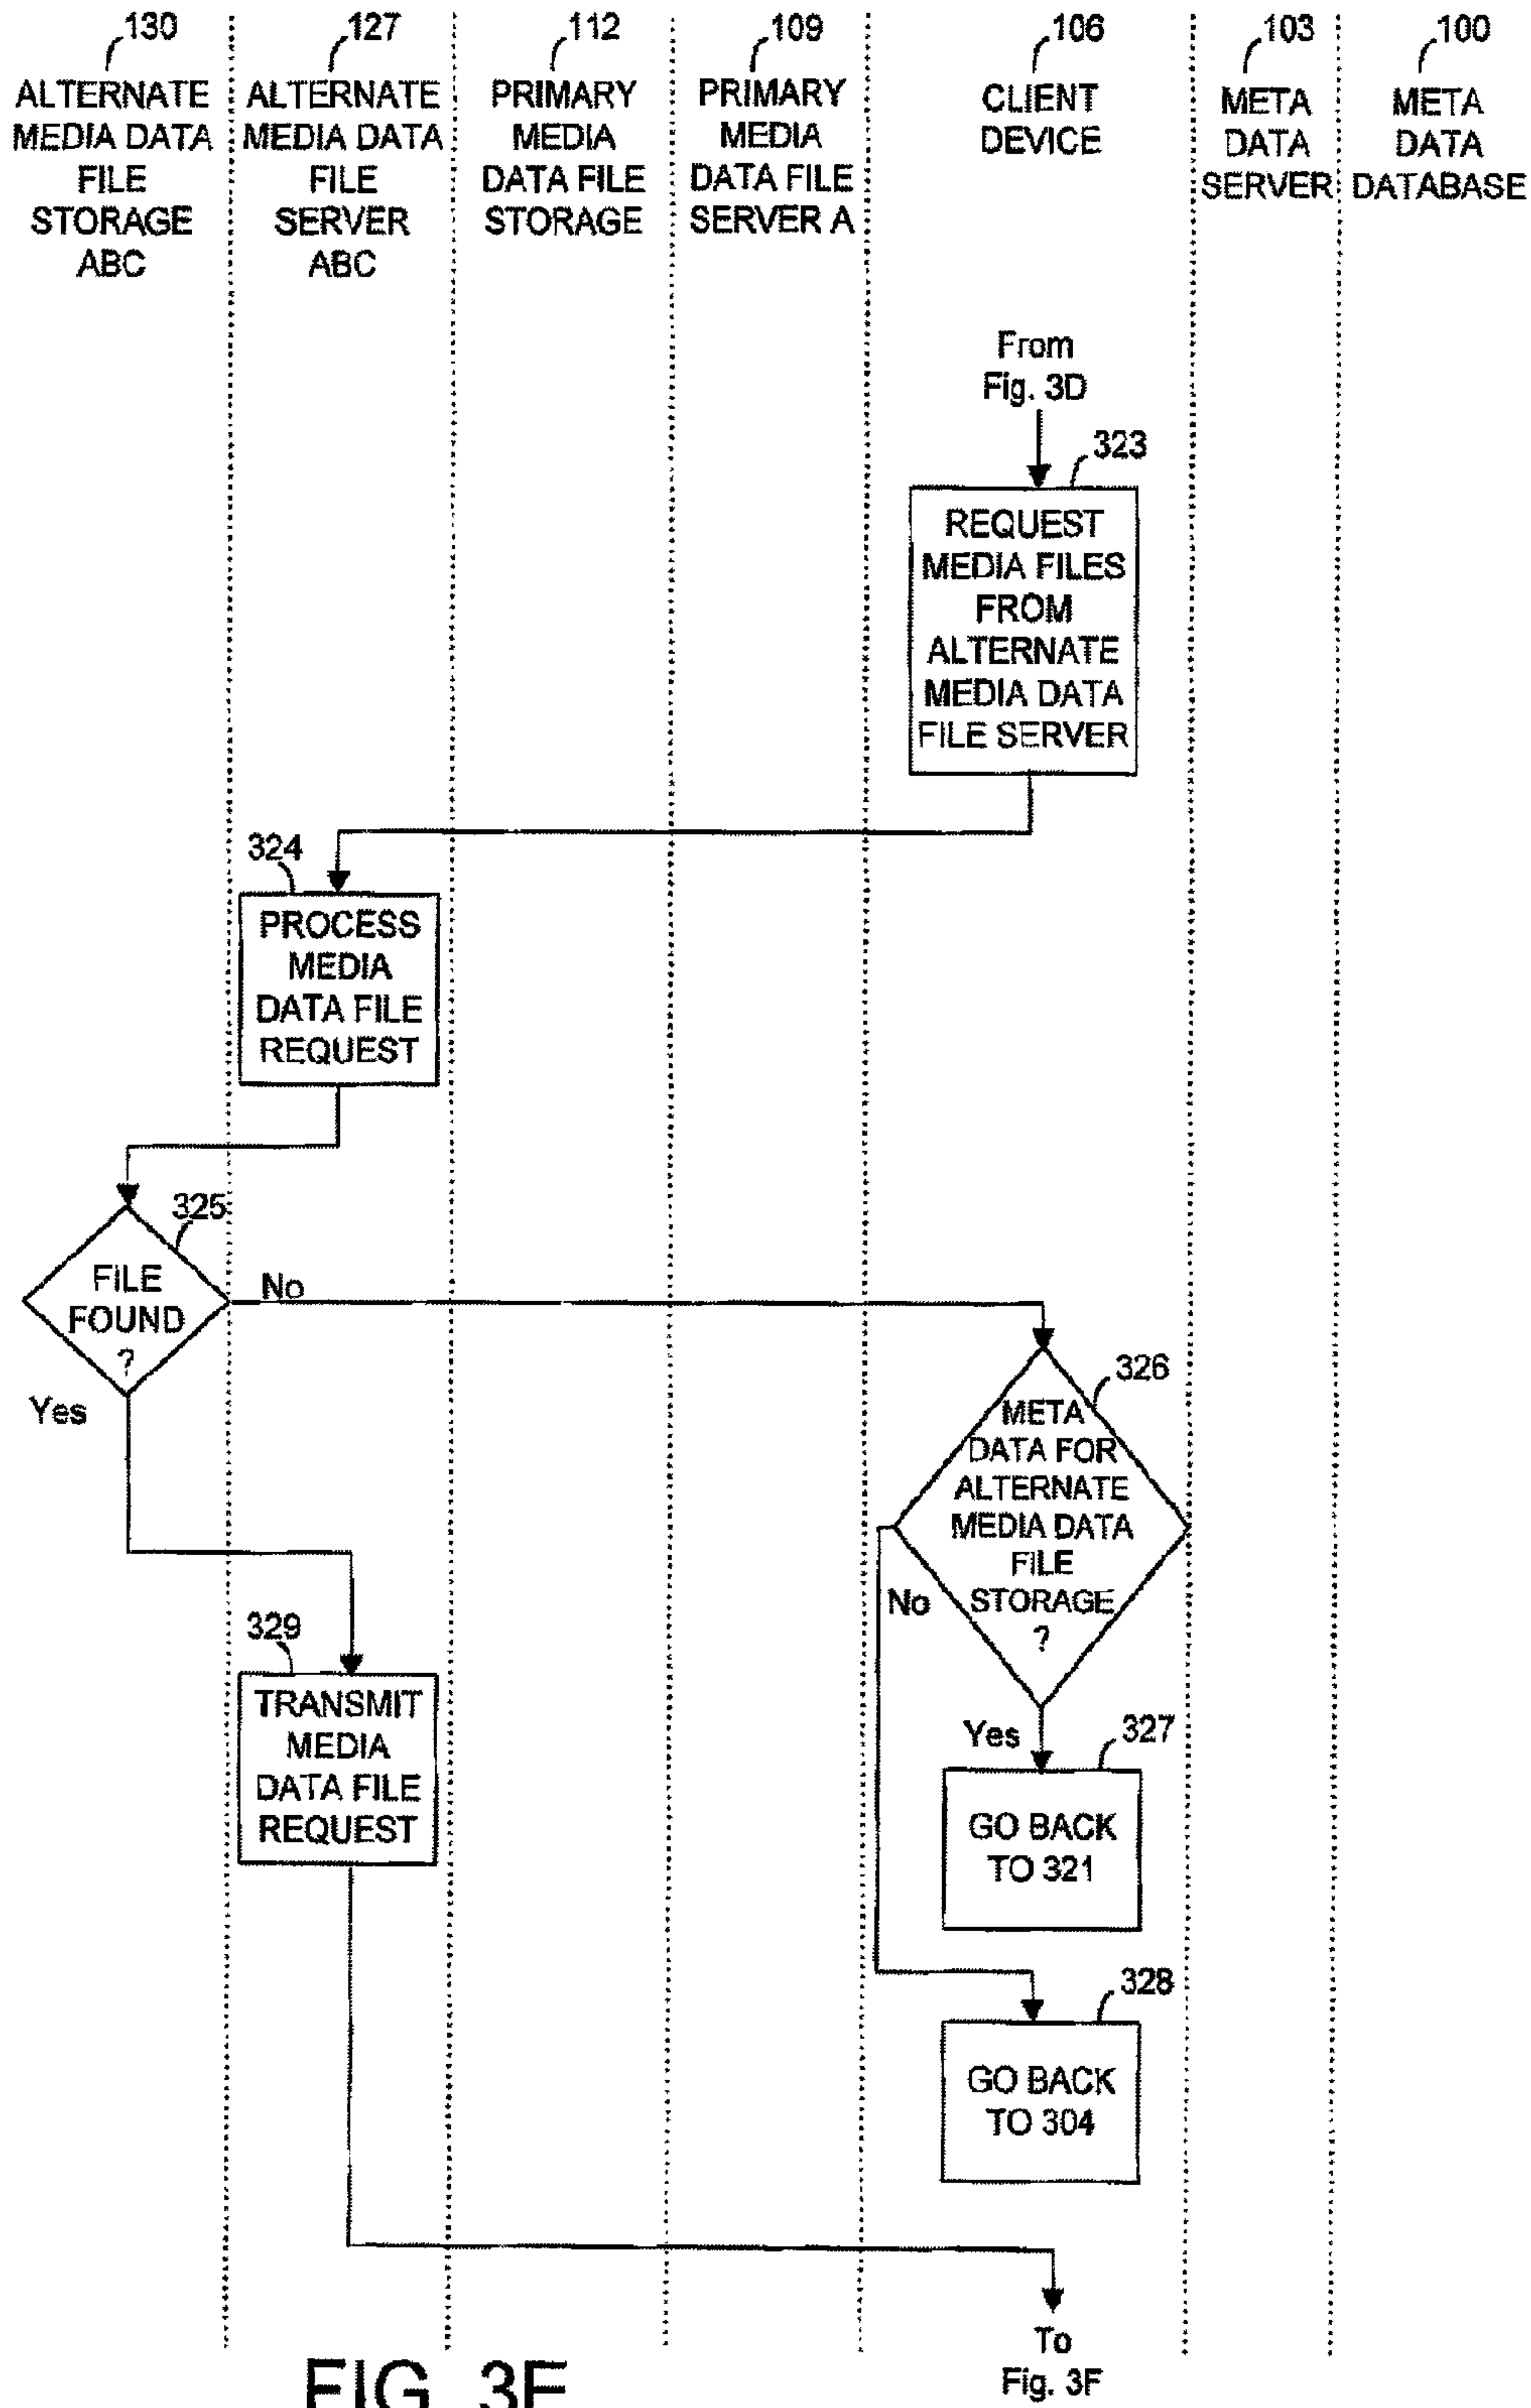 130
ALTERNATE
MEDIA DATA
FILE
STORAGE
ABC
127
ALTERNATE
MEDIA DATA
FILE
SERVER
ABC
112
PRIMARY
MEDIA
DATA FILE
STORAGE
109
PRIMARY
MEDIA
DATA FILE
SERVER A
106
CLIENT
DEVICE
103
META
DATA
SERVER
100
META
DATA
DATABASE
From
Fig. 3D
323
REQUEST
MEDIA FILES
FROM
ALTERNATE
MEDIA DATA
FILE SERVER
324
PROCESS
MEDIA
DATA FILE
REQUEST
325
FILE
FOUND
?
No
Yes
326
META
DATA FOR
ALTERNATE
MEDIA DATA
FILE
STORAGE
?
No
Yes
327
GO BACK
TO 321
328
GO BACK
TO 304
329
TRANSMIT
MEDIA
DATA FILE
REQUEST
To
Fig. 3F
FIG. 3E